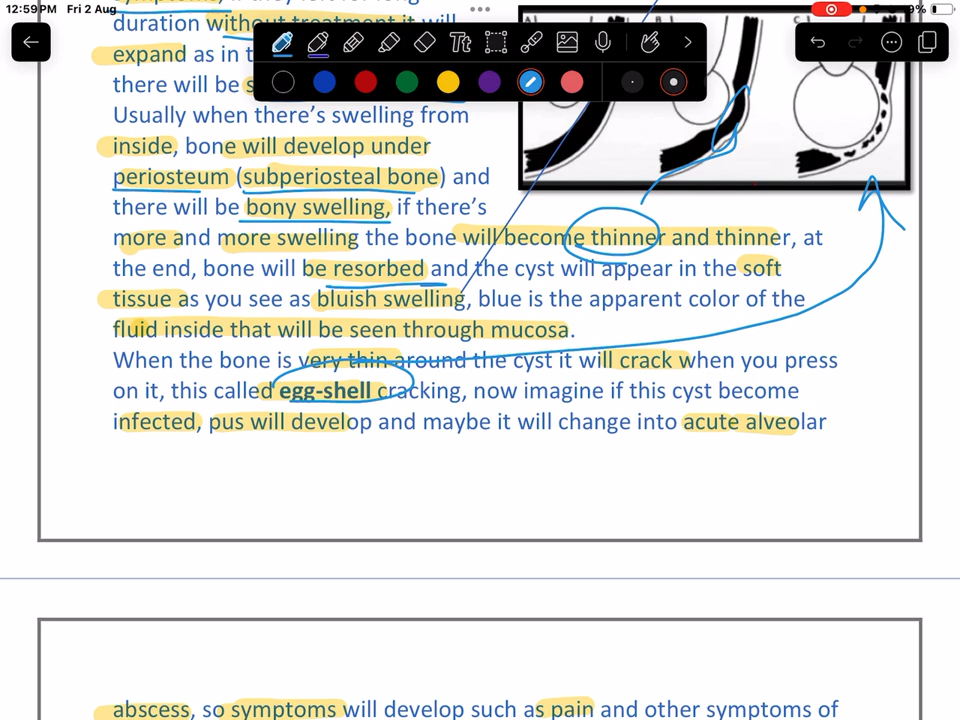 12:59 PM Fri 2 Aug
9%
duration without treatment it will
expand as in t
there will be s
Usually when there's swelling from
inside, bone will develop under
periosteum (subperiosteal bone) and
there will be bony swelling, if there's
more and more swelling the bone will become thinner and thinner, at
the end, bone will be resorbed and the cyst will appear in the soft
tissue as you see as bluish swelling, blue is the apparent color of the
fluid inside that will be seen through mucosa.
When the bone is very thin around the cyst it will crack when you press
on it, this called egg-shell cracking, now imagine if this cyst become
infected, pus will develop and maybe it will change into acute alveolar
abscess, so symptoms will develop such as pain and other symptoms of
Tt